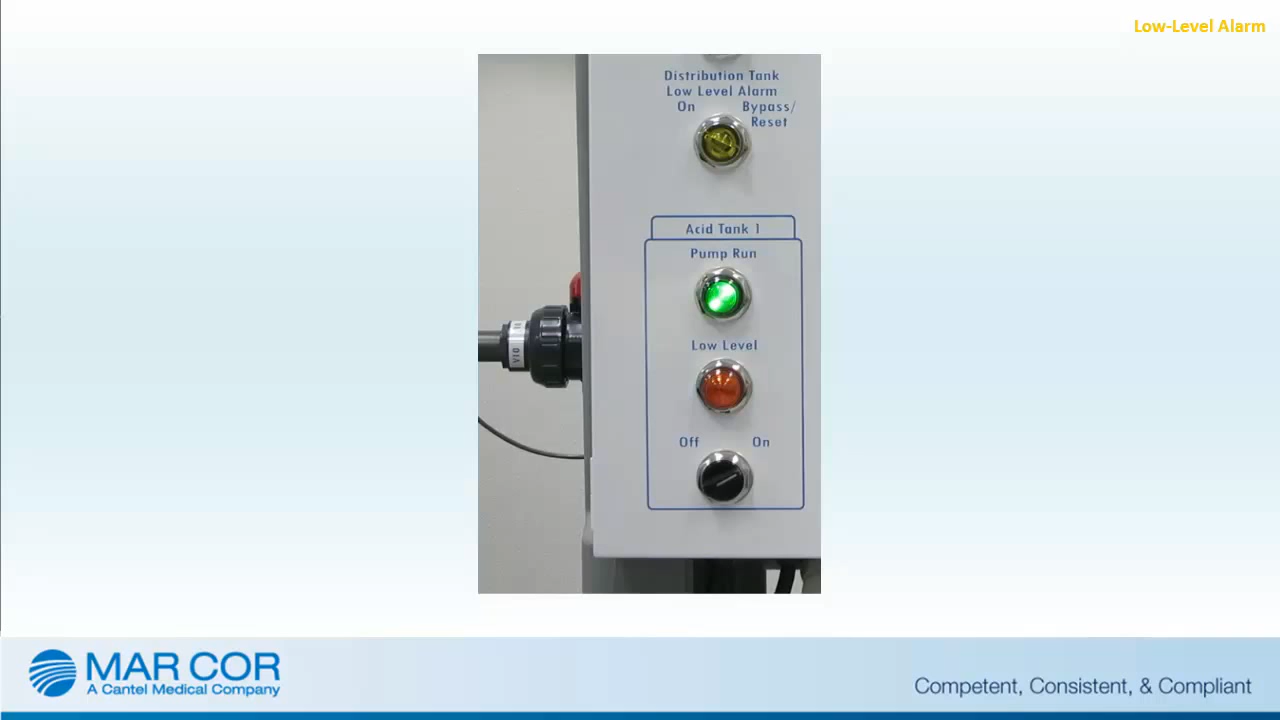 Low-Level Alarm
Distribution Tank
Low Level Alarm
On Bypass/
Reset
Acid Tank 1
Pump Run
Low Level
Off On
V10
MAR COR
A Cantel Medical Company
Competent, Consistent, & Compliant